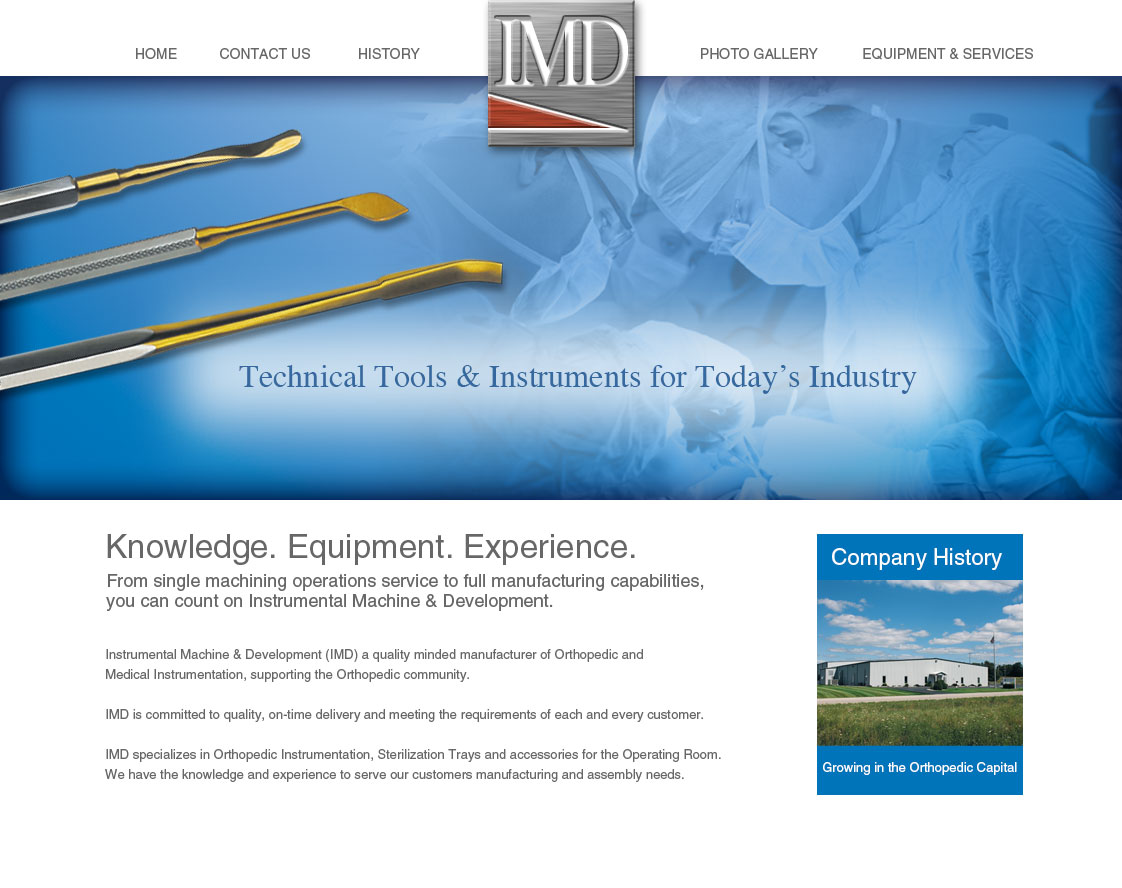 HOME CONTACT US HISTORY IMD PHOTO GALLERY EQUIPMENT & SERVICES
Technical Tools & Instruments for Today's Industry
Knowledge. Equipment. Experience.
From single machining operations service to full manufacturing capabilities,
you can count on Instrumental Machine & Development.
Instrumental Machine & Development (IMD) a quality minded manufacturer of Orthopedic and
Medical Instrumentation, supporting the Orthopedic community.
IMD is committed to quality, on-time delivery and meeting the requirements of each and every customer.
IMD specializes in Orthopedic Instrumentation, Sterilization Trays and accessories for the Operating Room.
We have the knowledge and experience to serve our customers manufacturing and assembly needs.
Company History
Growing in the Orthopedic Capital